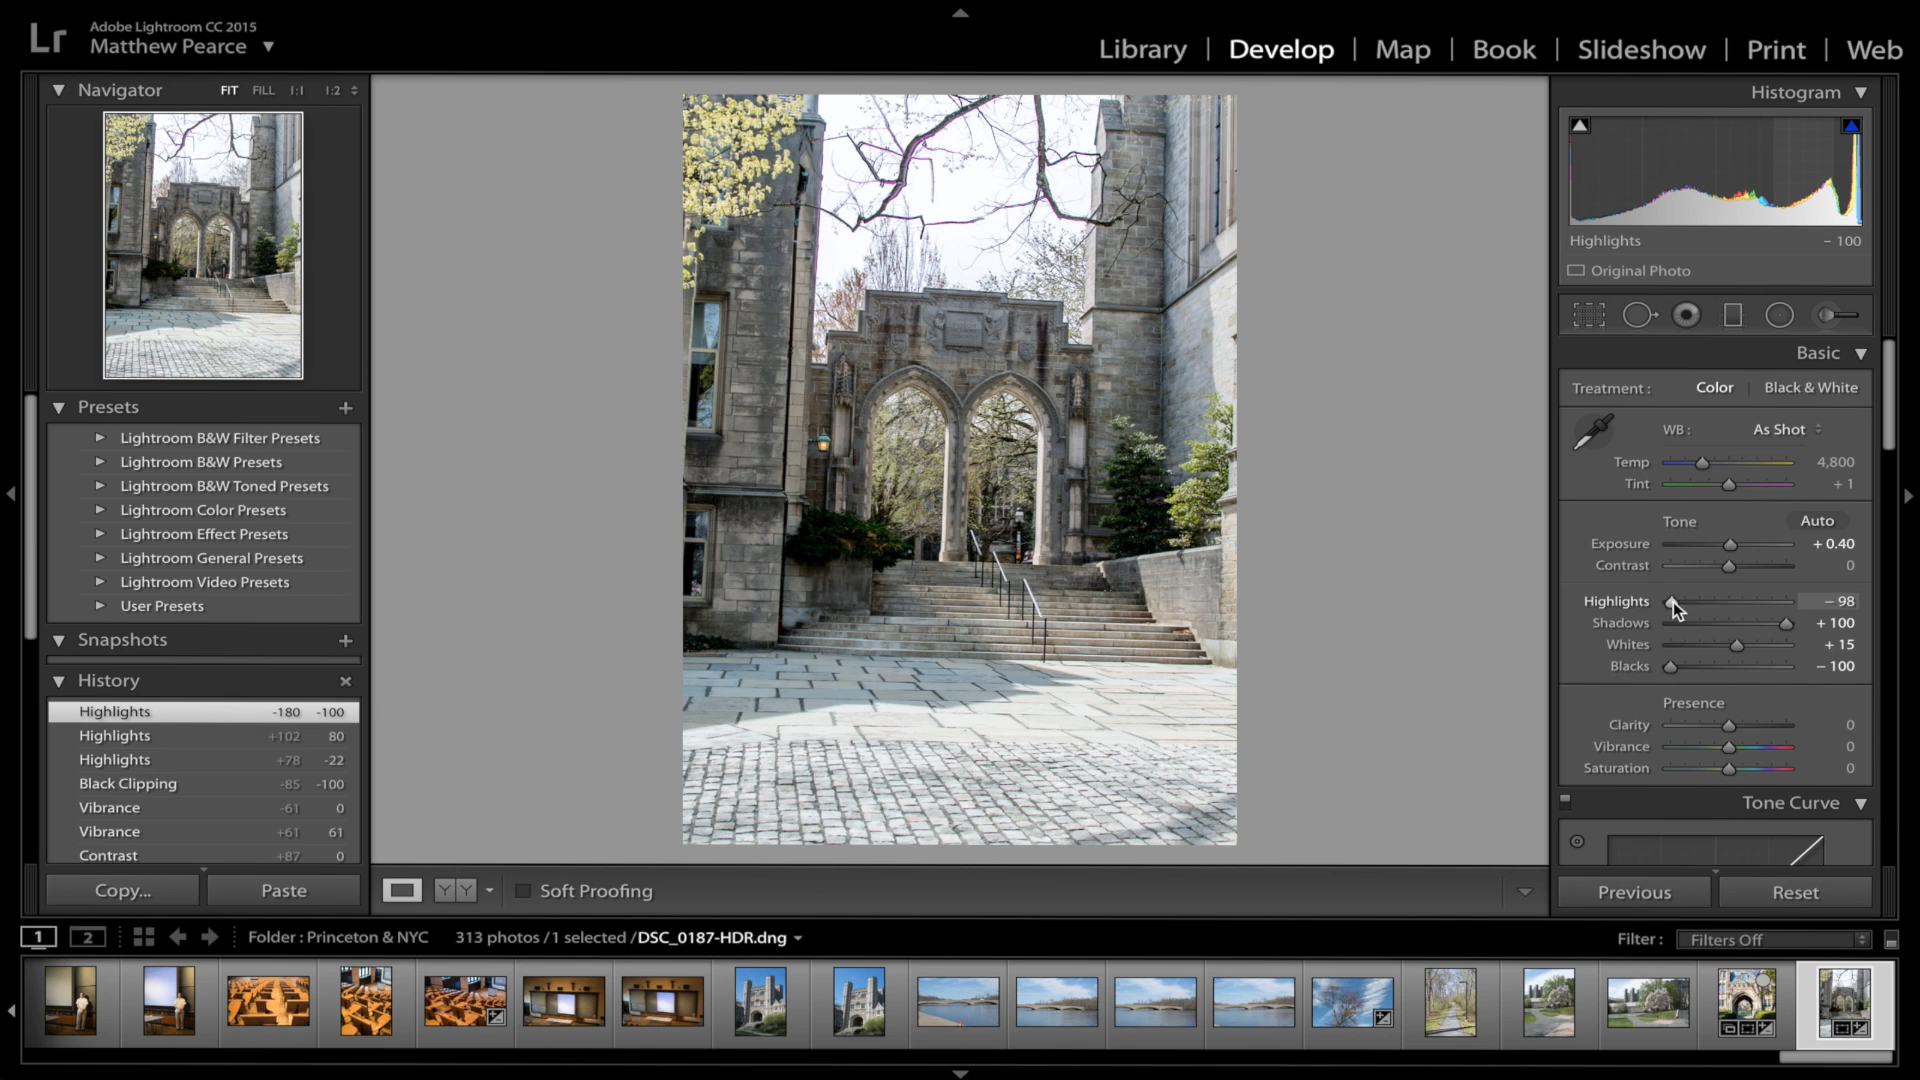 Lr
Adobe Lightroom CC 2015
Matthew Pearce
Library | Develop | Map | Book | Slideshow | Print | Web
Navigator FIT FILL 1:1 1:2
Presets +
Lightroom B&W Filter Presets
Lightroom B&W Presets
Lightroom B&W Toned Presets
Lightroom Color Presets
Lightroom Effect Presets
Lightroom General Presets
Lightroom Video Presets
User Presets
Snapshots +
History ×
Highlights -180 -100
Highlights +102 80
Highlights +78 -22
Black Clipping -85 -100
Vibrance -61 0
Vibrance +61 61
Contrast +87 0
Copy... Paste
YY Soft Proofing
Histogram
Highlights - 100
Original Photo
Basic
Treatment : Color Black & White
WB : As Shot
Temp 4,800
Tint + 1
Tone Auto
Exposure + 0.40
Contrast 0
Highlights - 98
Shadows + 100
Whites + 15
Blacks - 100
Presence
Clarity 0
Vibrance 0
Saturation 0
Tone Curve
Previous Reset
1 2 Folder : Princeton & NYC 313 photos / 1 selected / DSC_0187-HDR.dng Filter : Filters Off